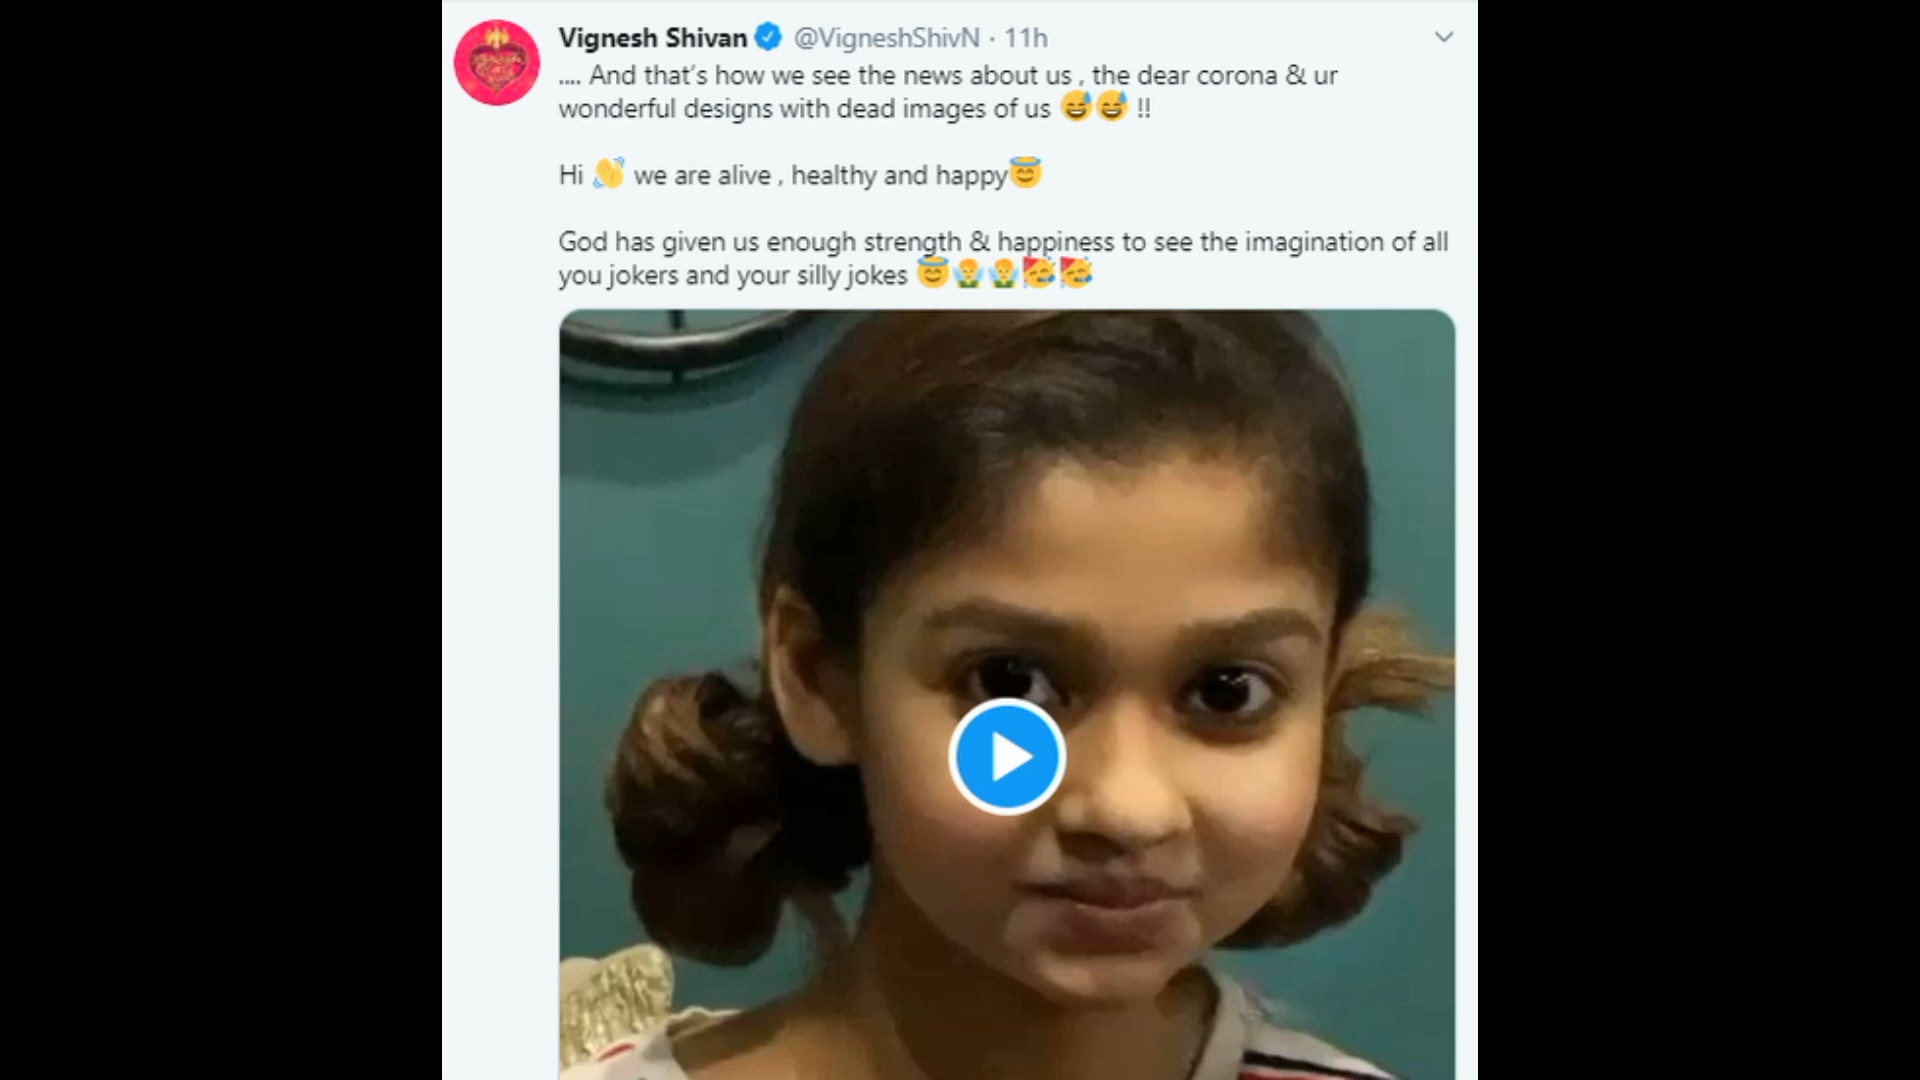 Vignesh Shivan @VigneshShivN · 11h
.... And that's how we see the news about us , the dear corona & ur
wonderful designs with dead images of us 😅😅 !!
Hi 👋 we are alive , healthy and happy😇
God has given us enough strength & happiness to see the imagination of all
you jokers and your silly jokes 😇🧚‍♂️🧚‍♂️🥳🥳